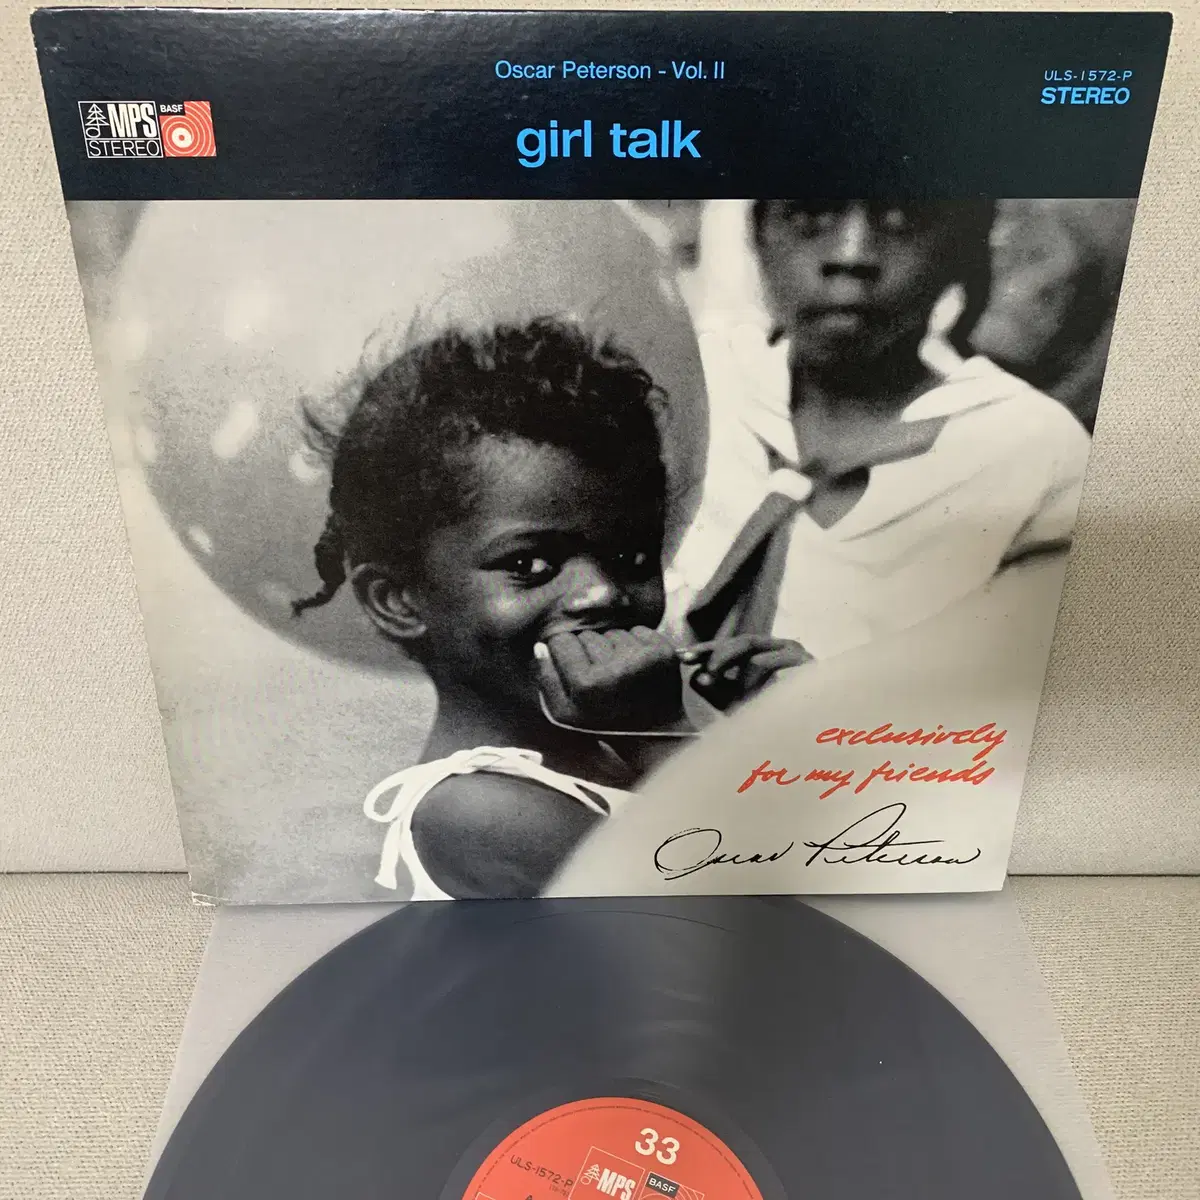 Oscar Peterson - Vol. II
ULS-1572-P
STEREO
MPS
BASF
STEREO
girl talk
exclusively
for my friends
Oscar Peterson
33
ULS-1572-P
MPS
BASF
A